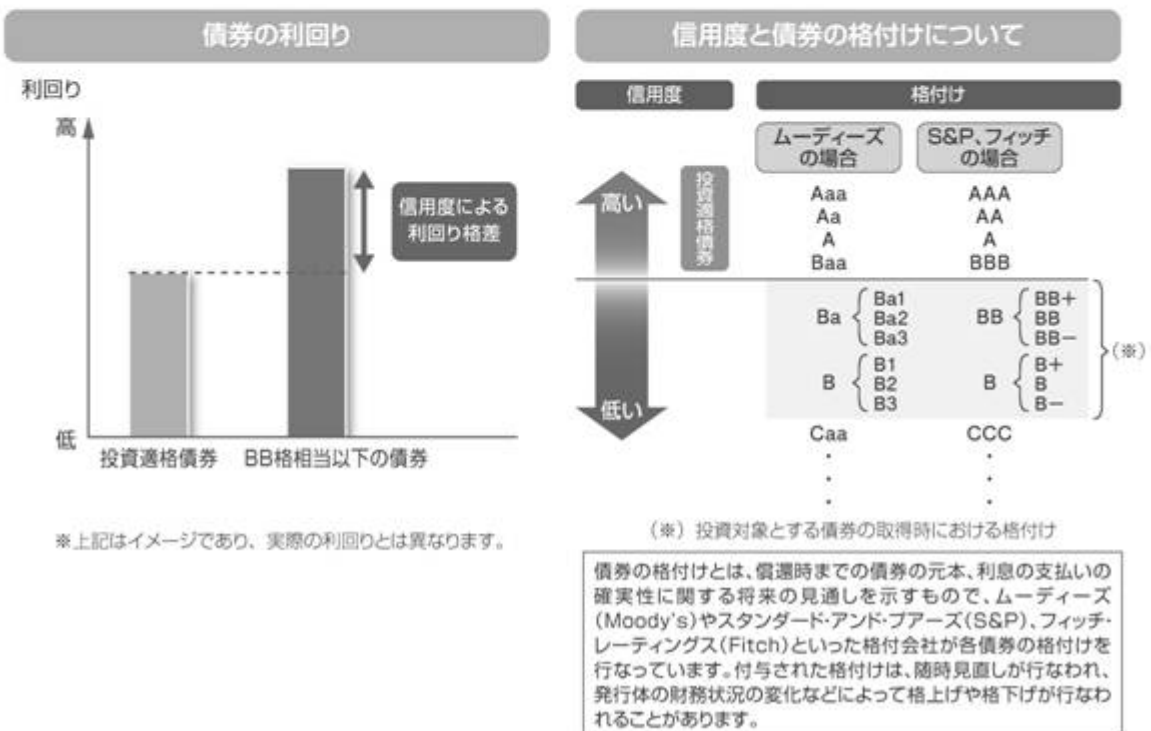 債券の利回り
利回り
高
信用度による
利回り格差
低
投資適格債券
BB格相当以下の債券
※上記はイメージであり、実際の利回りとは異なります。
信用度と債券の格付けについて
信用度
格付け
ムーディーズ
の場合
S&P、フィッチ
の場合
高い
投資適格債券
Aaa AAA
Aa AA
A A
Baa BBB
Ba Ba1 Ba2 Ba3
BB BB+ BB BB−
(※)
B B1 B2 B3
B B+ B B−
低い
Caa CCC
(※) 投資対象とする債券の取得時における格付け
債券の格付けとは、償還時までの債券の元本、利息の支払いの
確実性に関する将来の見通しを示すもので、ムーディーズ
(Moody's)やスタンダード・アンド・プアーズ(S&P)、フィッチ・
レーティングス(Fitch)といった格付会社が各債券の格付けを
行なっています。付与された格付けは、随時見直しが行なわれ、
発行体の財務状況の変化などによって格上げや格下げが行なわ
れることがあります。